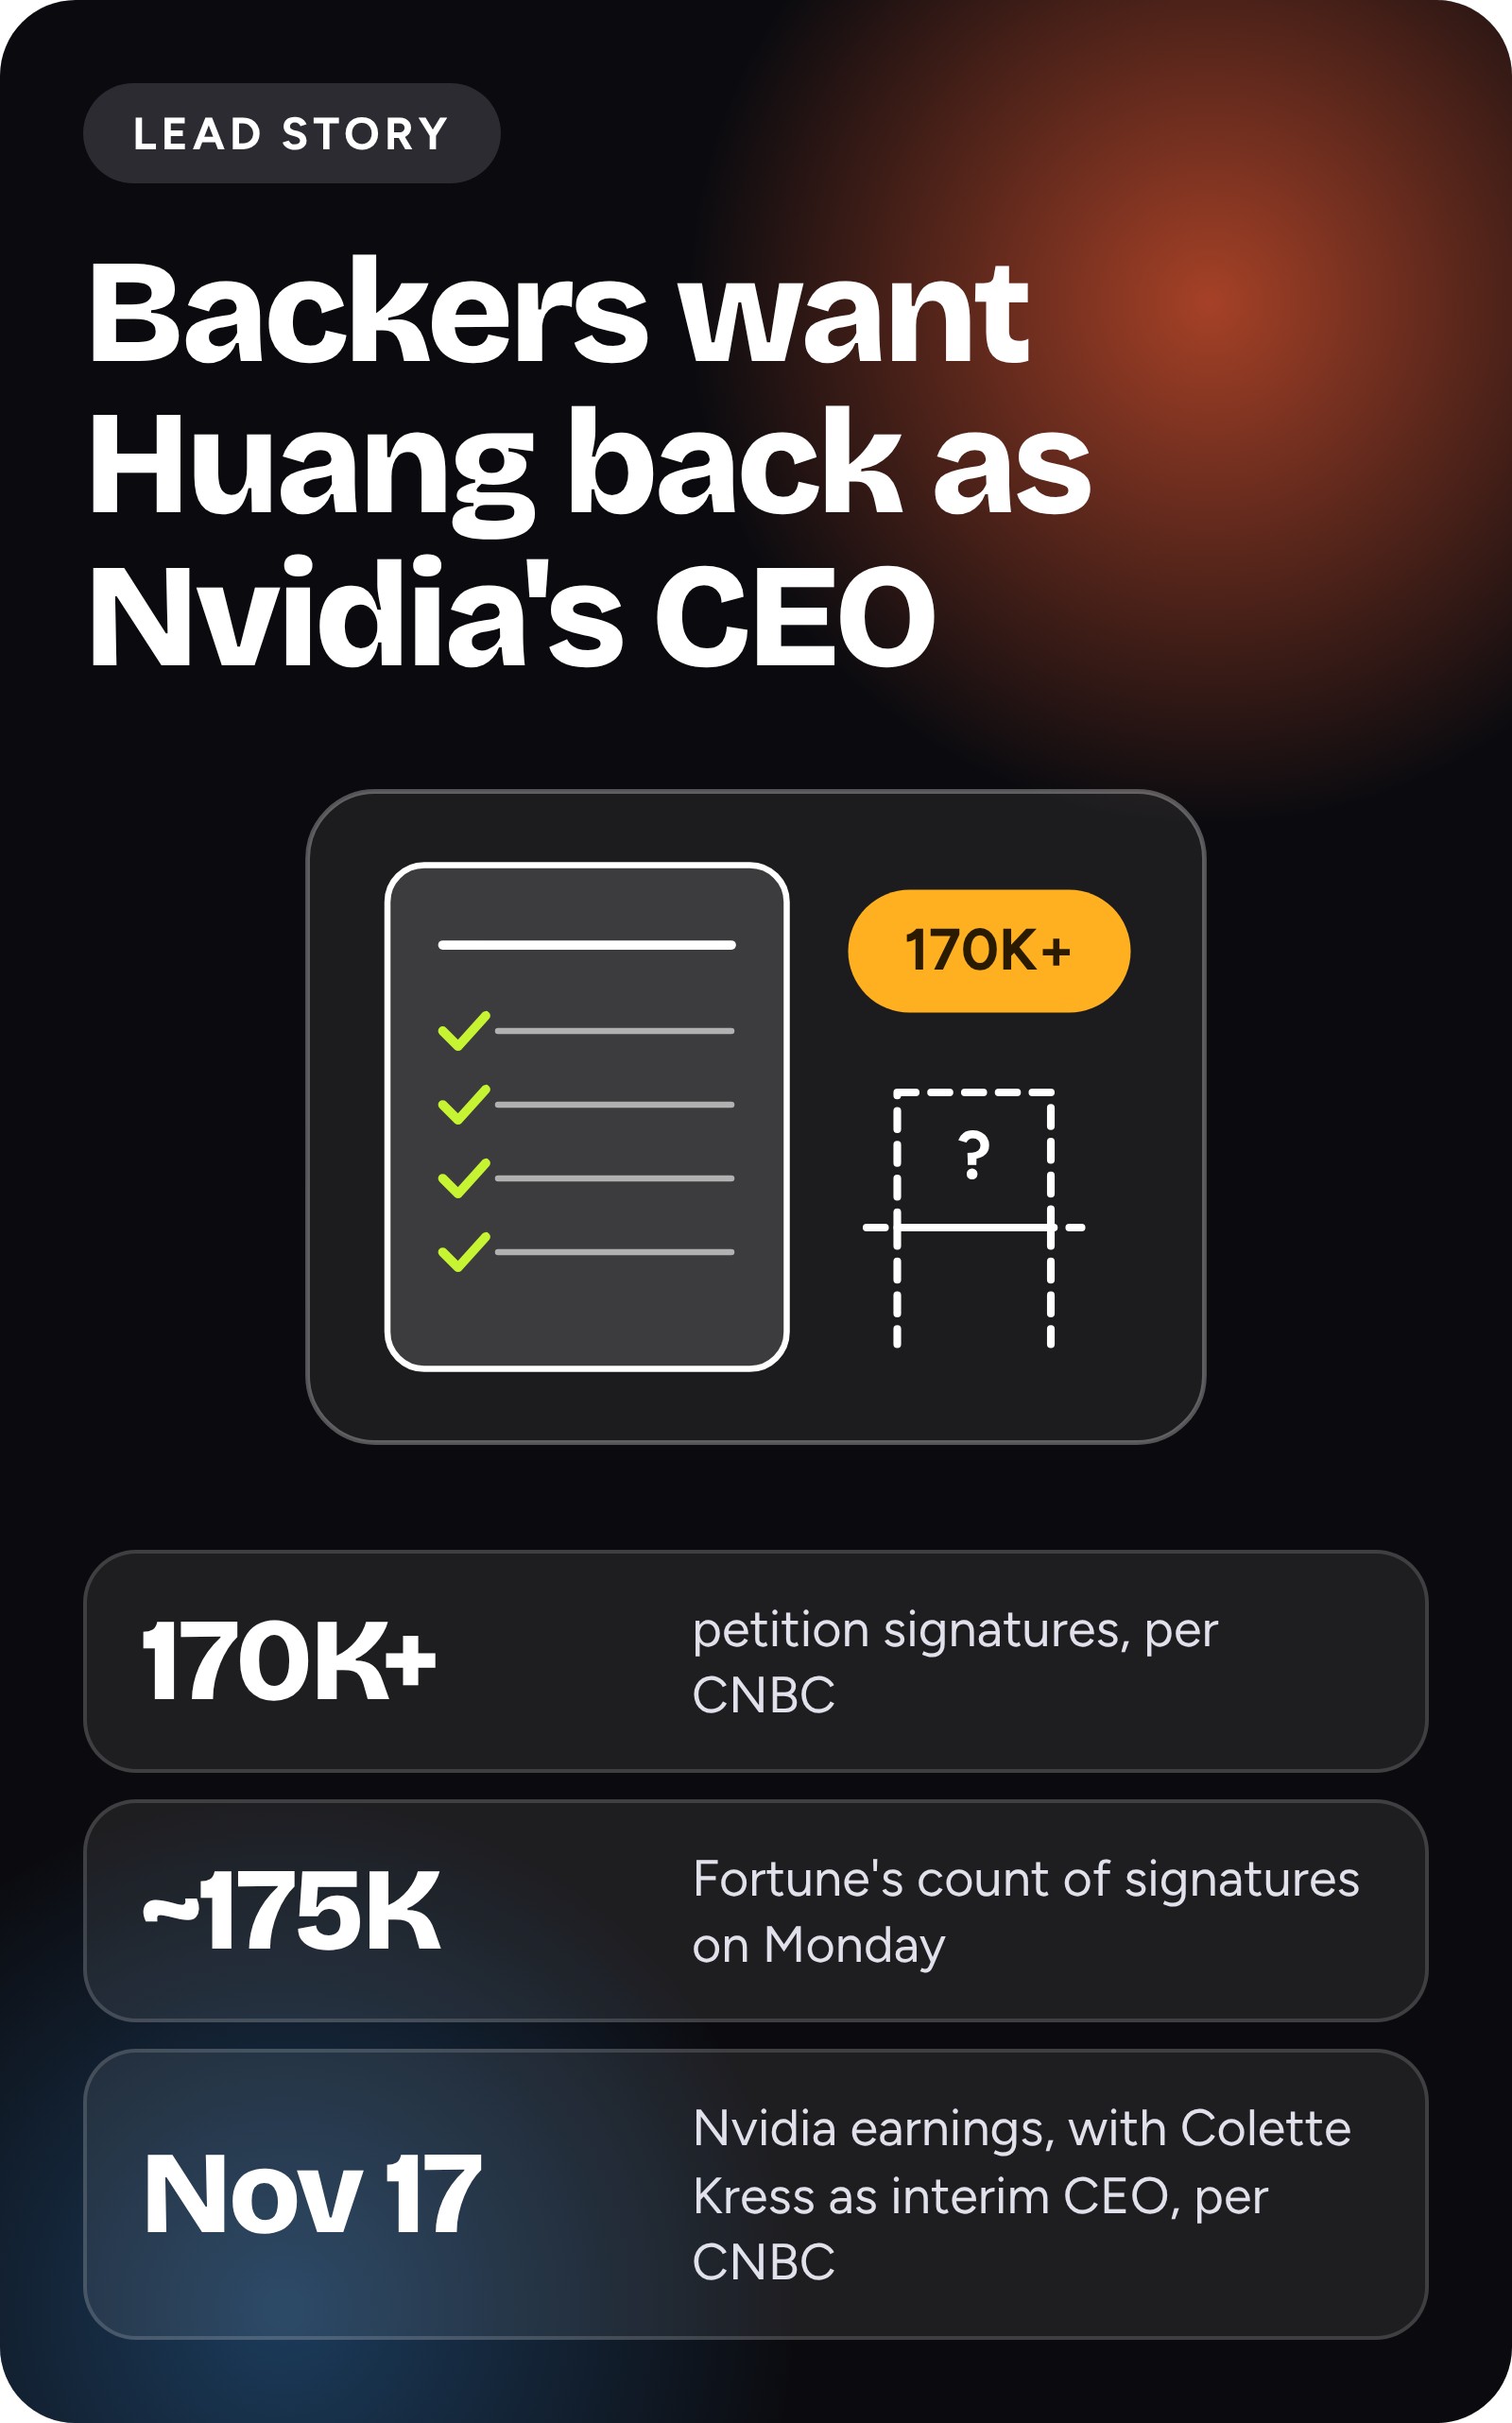 LEAD STORY
Backers want
Huang back as
Nvidia's CEO
170K+
?
170K+
petition signatures, per
CNBC
~175K
Fortune's count of signatures
on Monday
Nov 17
Nvidia earnings, with Colette
Kress as interim CEO, per
CNBC